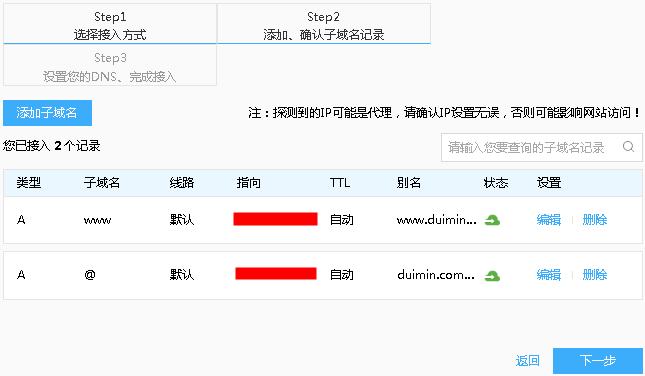 Step1
选择接入方式
Step2
添加、确认子域名记录
Step3
设置您的DNS、完成接入
添加子域名
注：探测到的IP可能是代理，请确认IP设置无误，否则可能影响网站访问！
您已接入 2 个记录
请输入您要查询的子域名记录
类型 子域名 线路 指向 TTL 别名 状态 设置
A www 默认 自动 www.duimin... 编辑 删除
A @ 默认 自动 duimin.com... 编辑 删除
返回 下一步